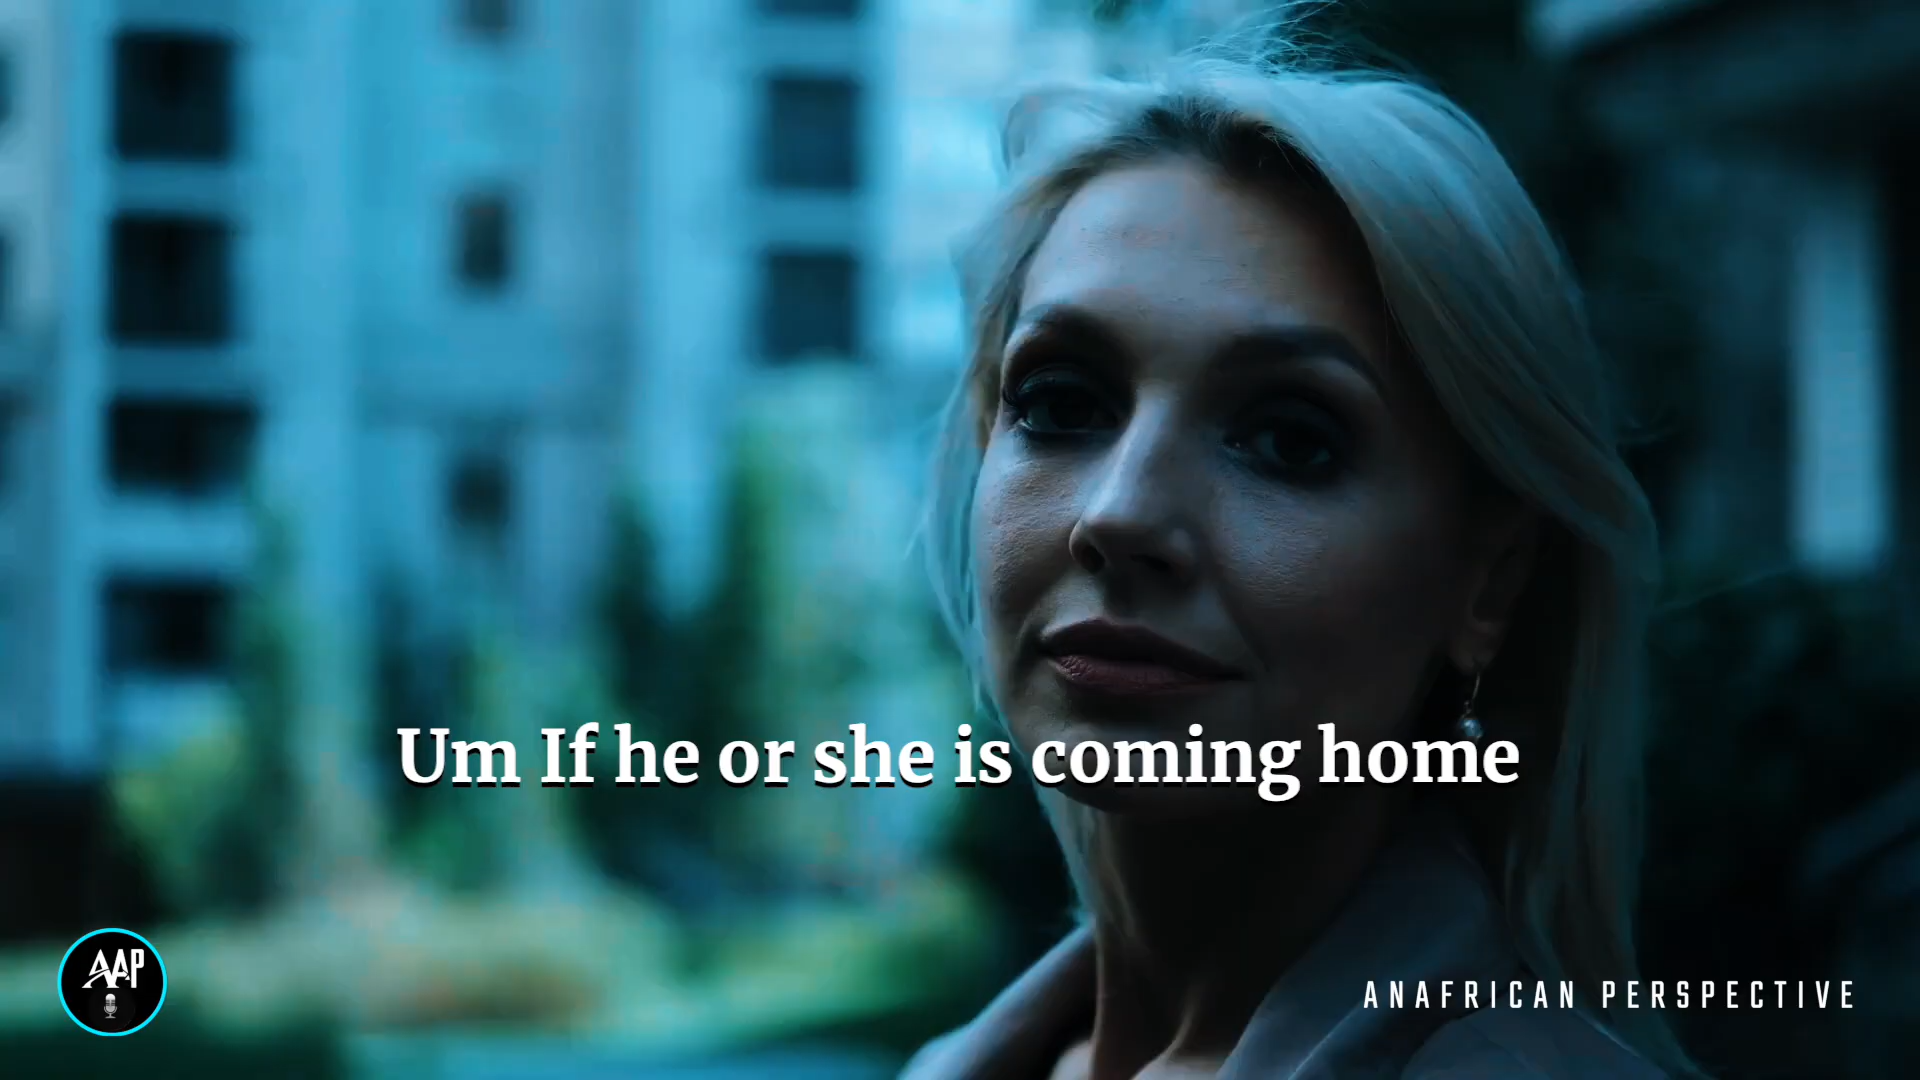 Um If he or she is coming home
AAP
ANAFRICAN PERSPECTIVE